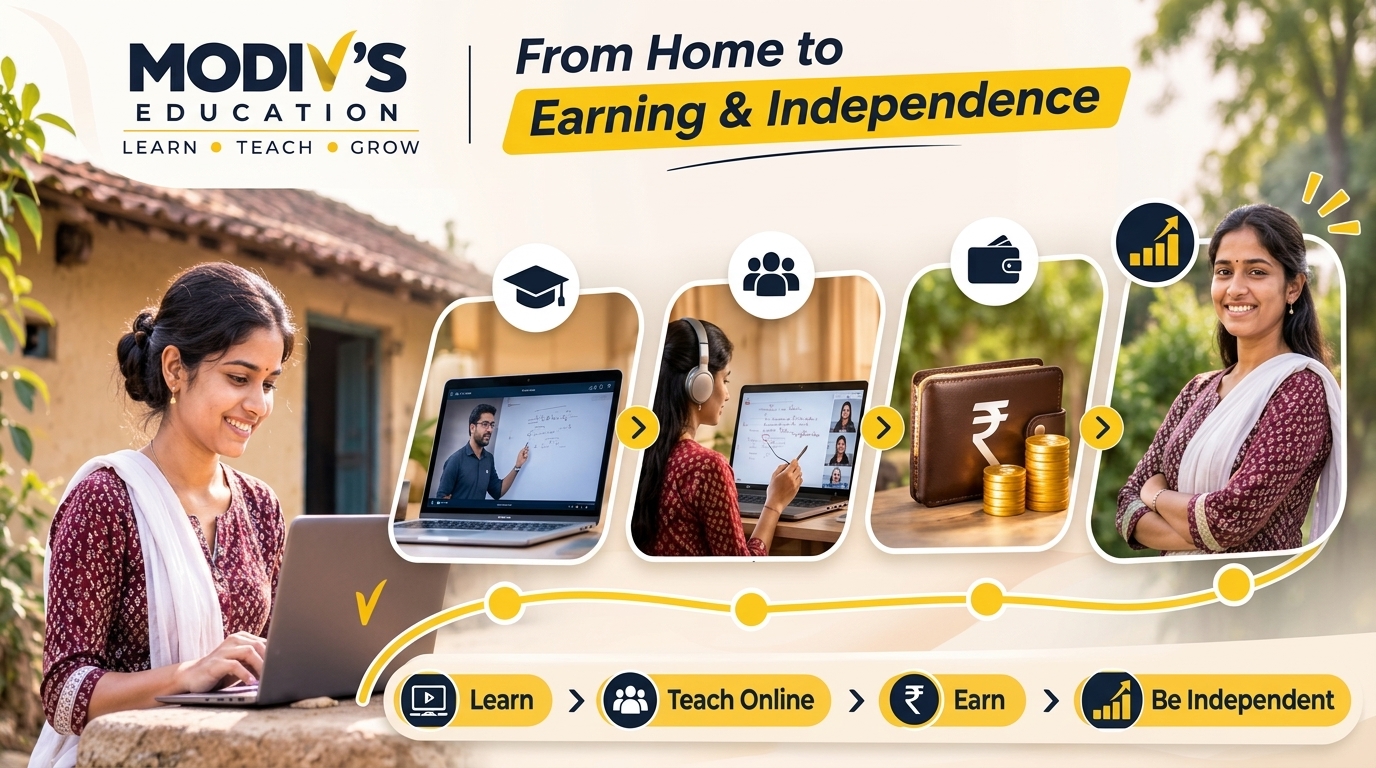 MODIV'S
EDUCATION
LEARN • TEACH • GROW
From Home to
Earning & Independence
₹
Learn
Teach Online
₹
Earn
Be Independent